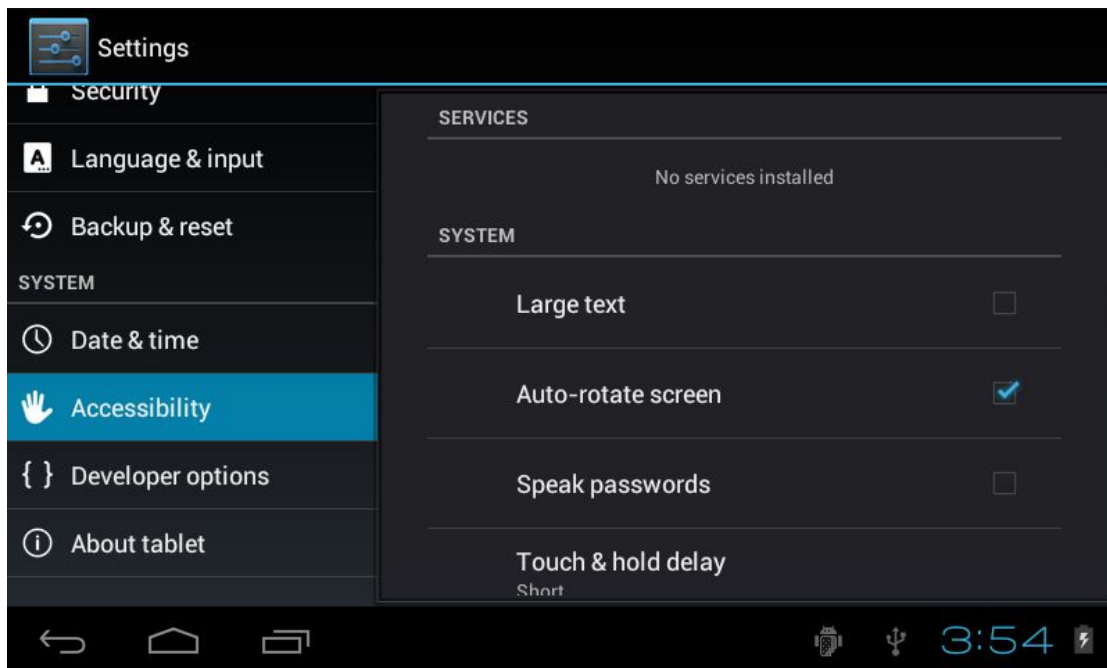 Settings
Security
Language & input
Backup & reset
SYSTEM
Date & time
Accessibility
{ } Developer options
About tablet
SERVICES
No services installed
SYSTEM
Large text
Auto-rotate screen
Speak passwords
Touch & hold delay
Short
3:54